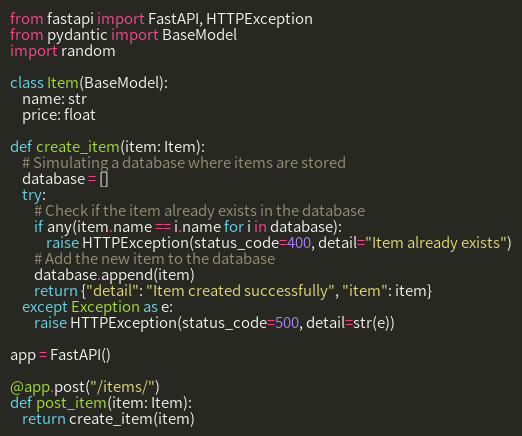 from fastapi import FastAPI, HTTPException
from pydantic import BaseModel
import random

class Item(BaseModel):
    name: str
    price: float

def create_item(item: Item):
    # Simulating a database where items are stored
    database = []
    try:
        # Check if the item already exists in the database
        if any(item.name == i.name for i in database):
            raise HTTPException(status_code=400, detail="Item already exists")
        # Add the new item to the database
        database.append(item)
        return {"detail": "Item created successfully", "item": item}
    except Exception as e:
        raise HTTPException(status_code=500, detail=str(e))

app = FastAPI()

@app.post("/items/")
def post_item(item: Item):
    return create_item(item)